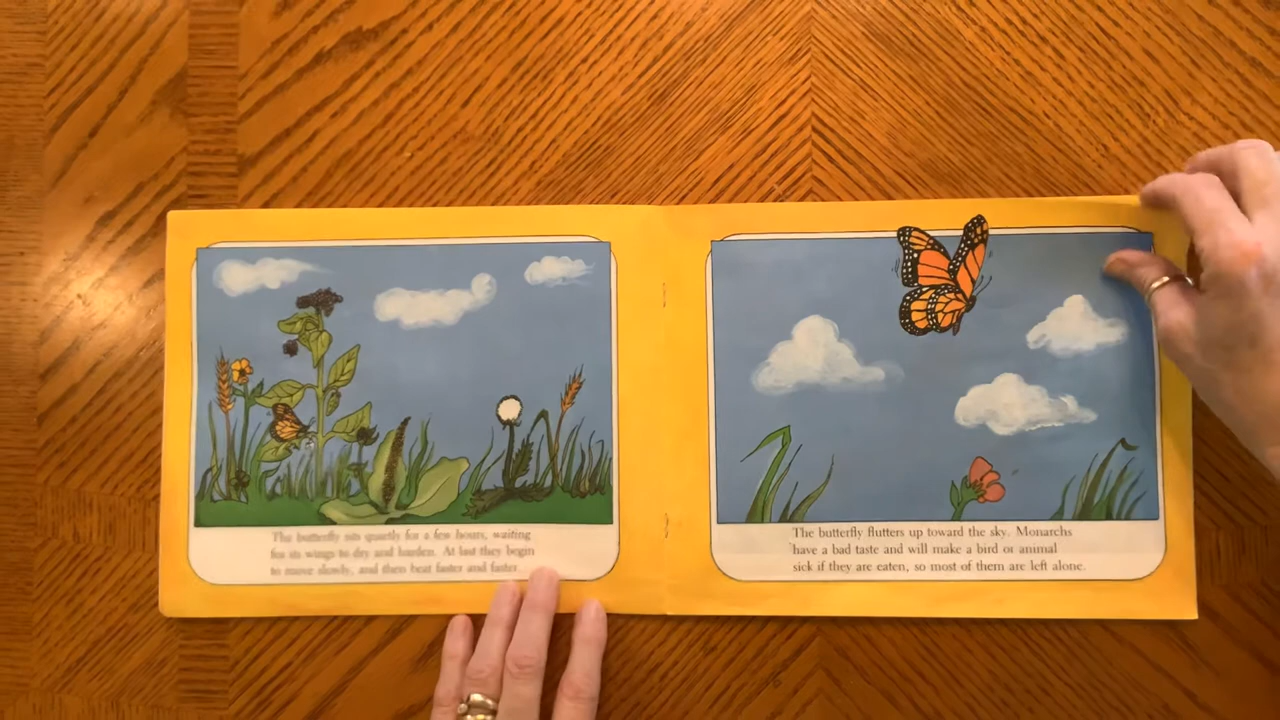 The butterfly sits quietly for a few hours, waiting
for its wings to dry and harden. At last they begin
to move slowly, and then beat faster and faster.
The butterfly flutters up toward the sky. Monarchs
have a bad taste and will make a bird or animal
sick if they are eaten, so most of them are left alone.